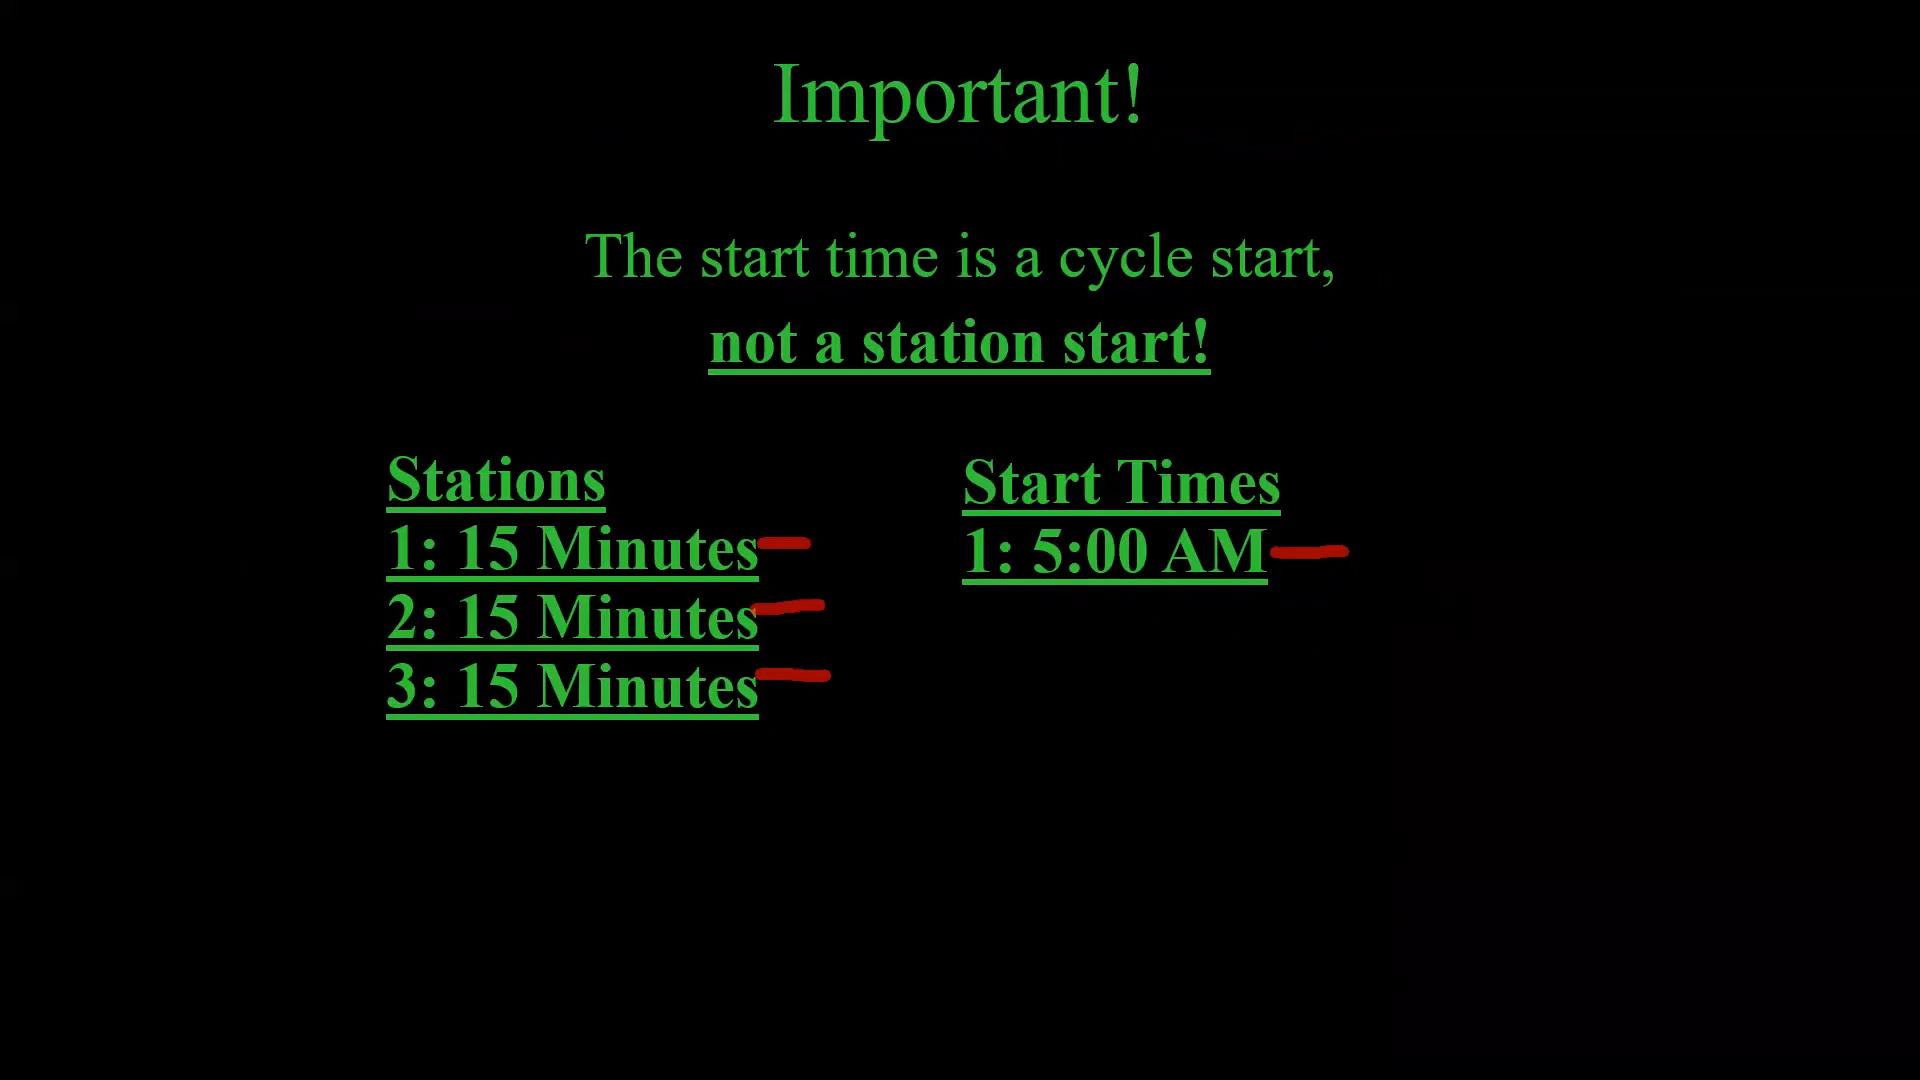 Important!
The start time is a cycle start,
not a station start!
Stations
1: 15 Minutes
2: 15 Minutes
3: 15 Minutes
Start Times
1: 5:00 AM